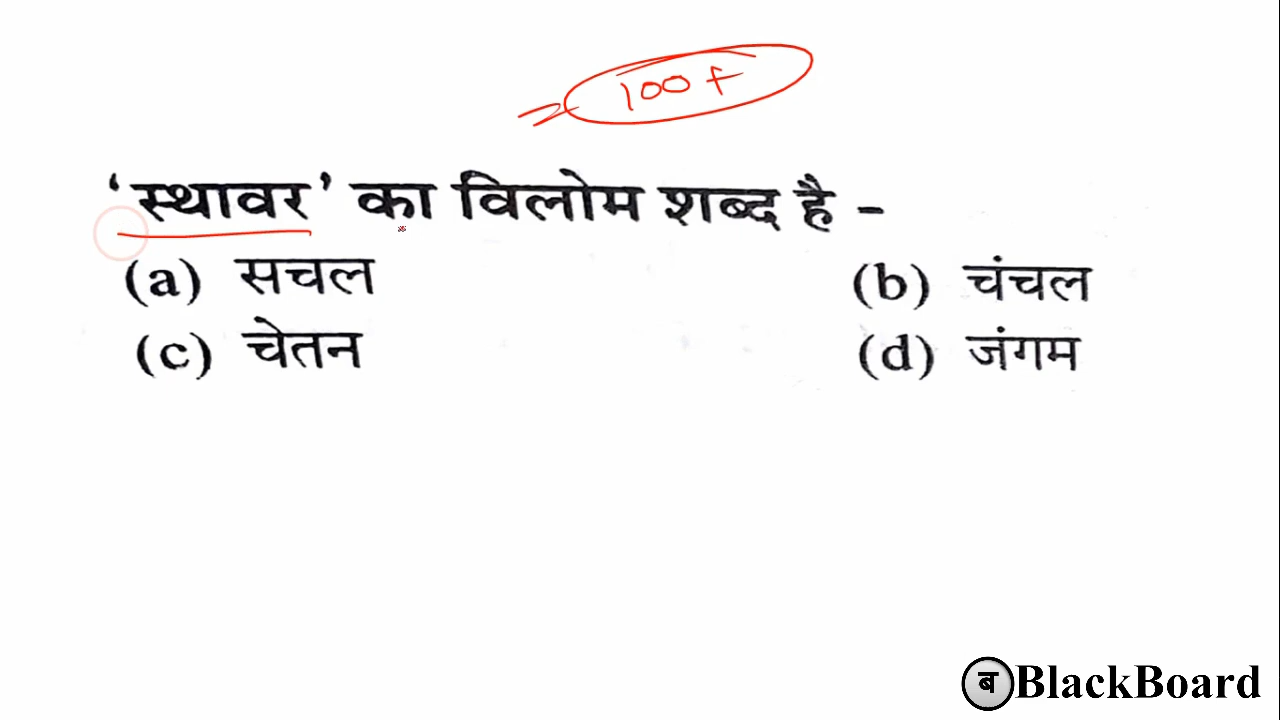 100 +
‘स्थावर’ का विलोम शब्द है -
(a) सचल (b) चंचल
(c) चेतन (d) जंगम
ब BlackBoard